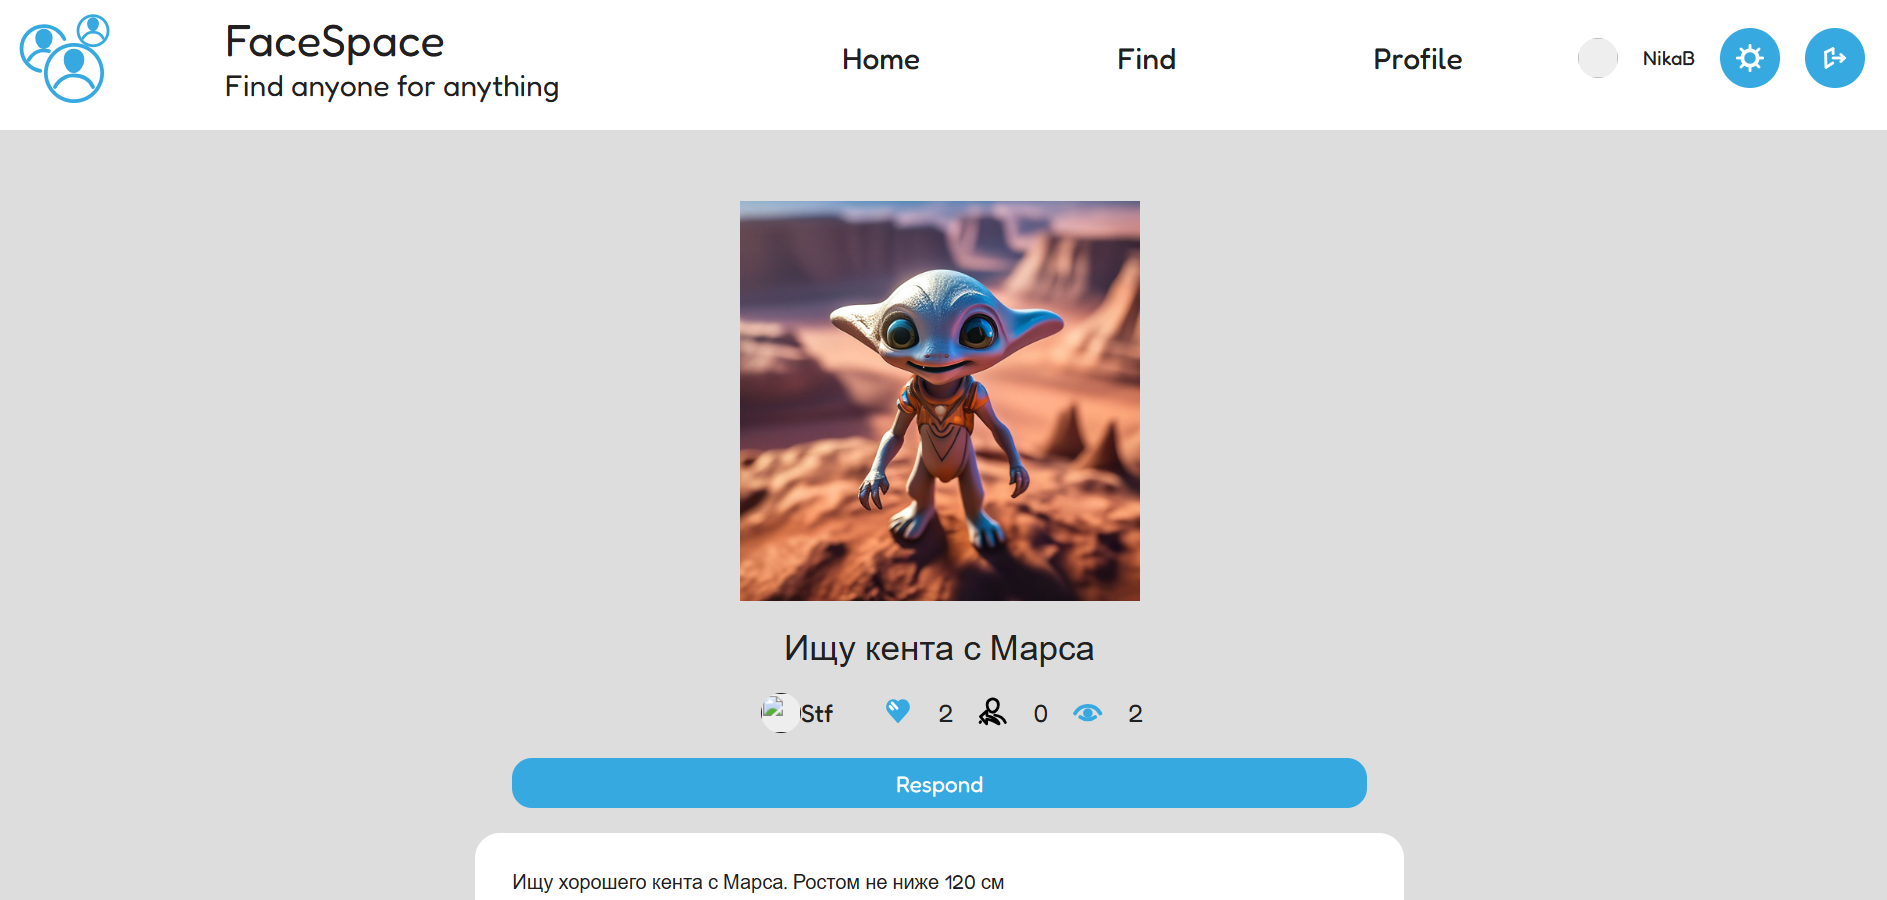 FaceSpace
Find anyone for anything
Home
Find
Profile
NikaB
Ищу кента с Марса
Stf
2
0
2
Respond
Ищу хорошего кента с Марса. Ростом не ниже 120 см